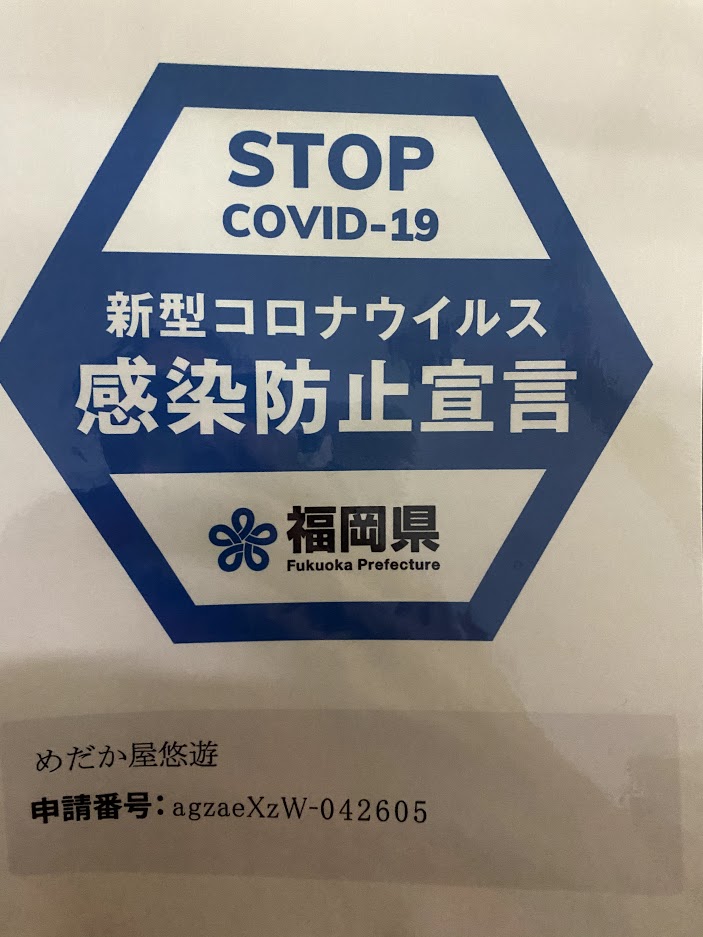 STOP
COVID-19
新型コロナウイルス
感染防止宣言
福岡県
Fukuoka Prefecture
めだか屋悠遊
申請番号：agzaeXzW-042605